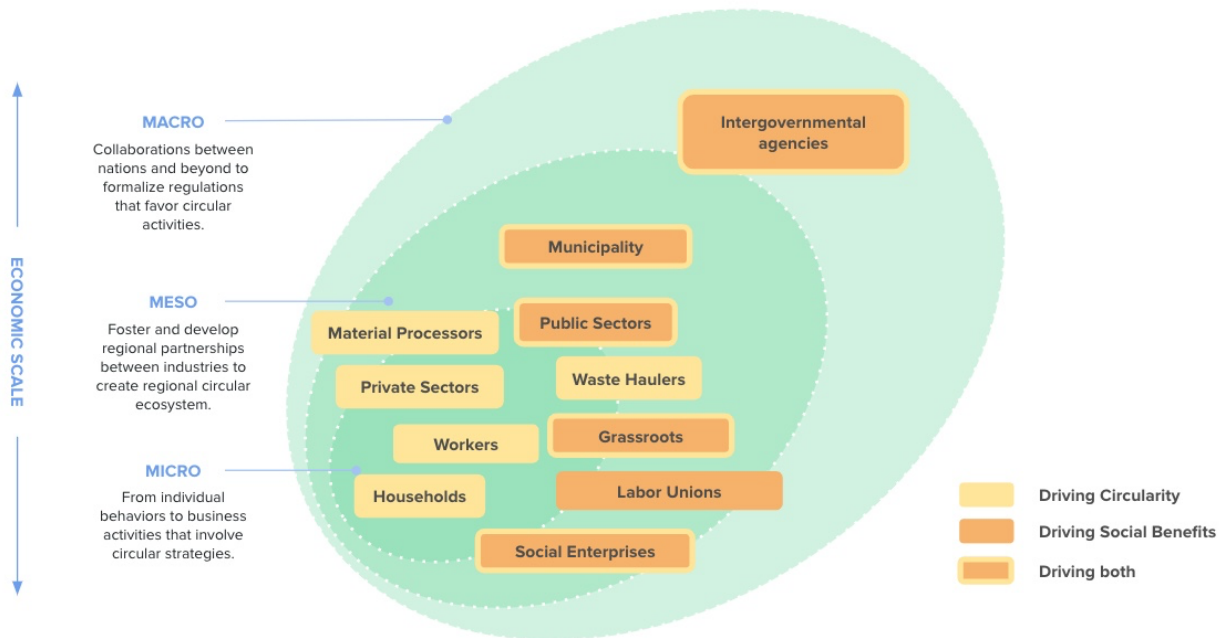 MACRO
Collaborations between
nations and beyond to
formalize regulations
that favor circular
activities.
ECONOMIC SCALE
MESO
Foster and develop
regional partnerships
between industries to
create regional circular
ecosystem.
MICRO
From individual
behaviors to business
activities that involve
circular strategies.
Intergovernmental
agencies
Municipality
Public Sectors
Material Processors
Waste Haulers
Private Sectors
Grassroots
Workers
Labor Unions
Households
Social Enterprises
Driving Circularity
Driving Social Benefits
Driving both